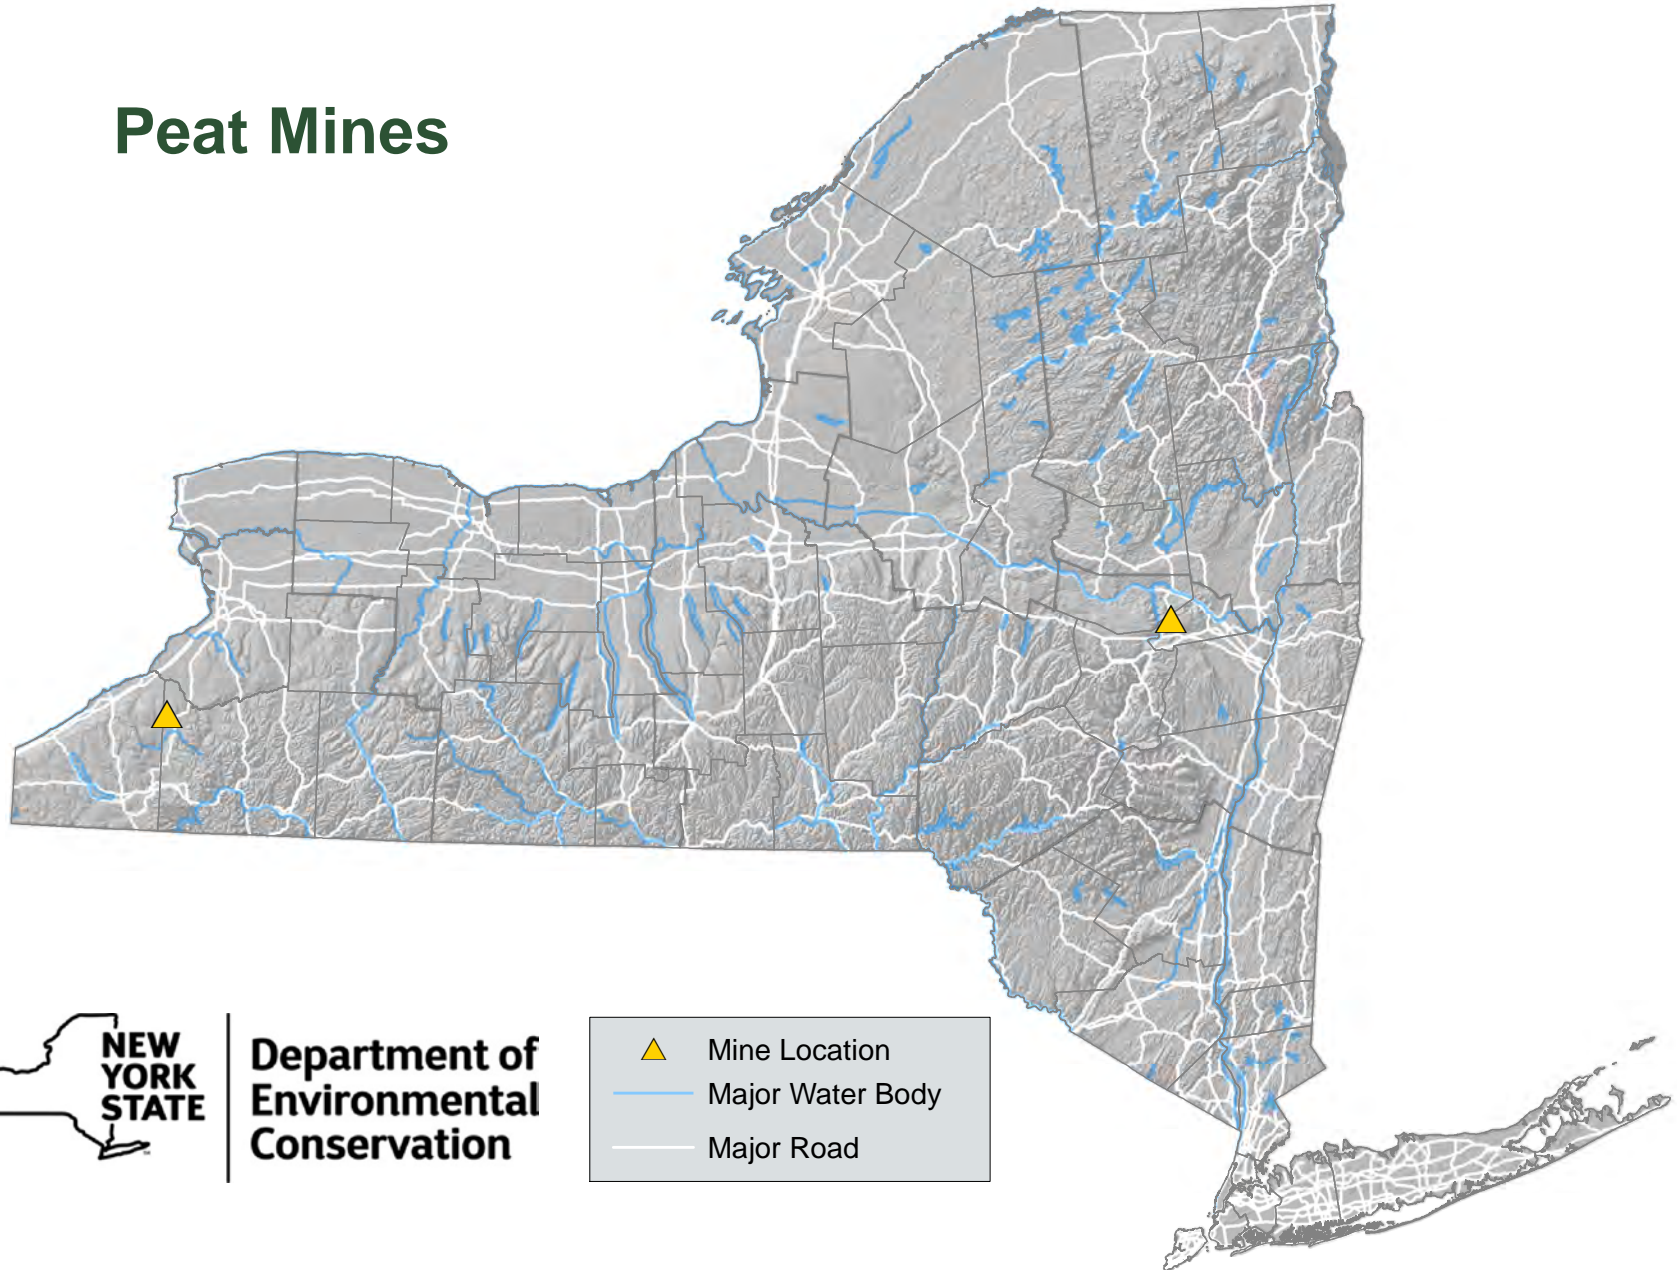 Peat Mines
NEW
YORK
STATE
Department of
Environmental
Conservation
Mine Location
Major Water Body
Major Road